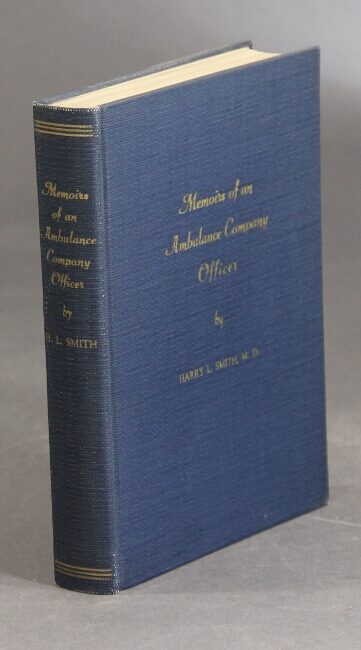 Memoirs
of an
Ambulance
Company
Officer
by
H. L. SMITH
Memoirs of an
Ambulance Company
Officer
by
HARRY L. SMITH, M. D.